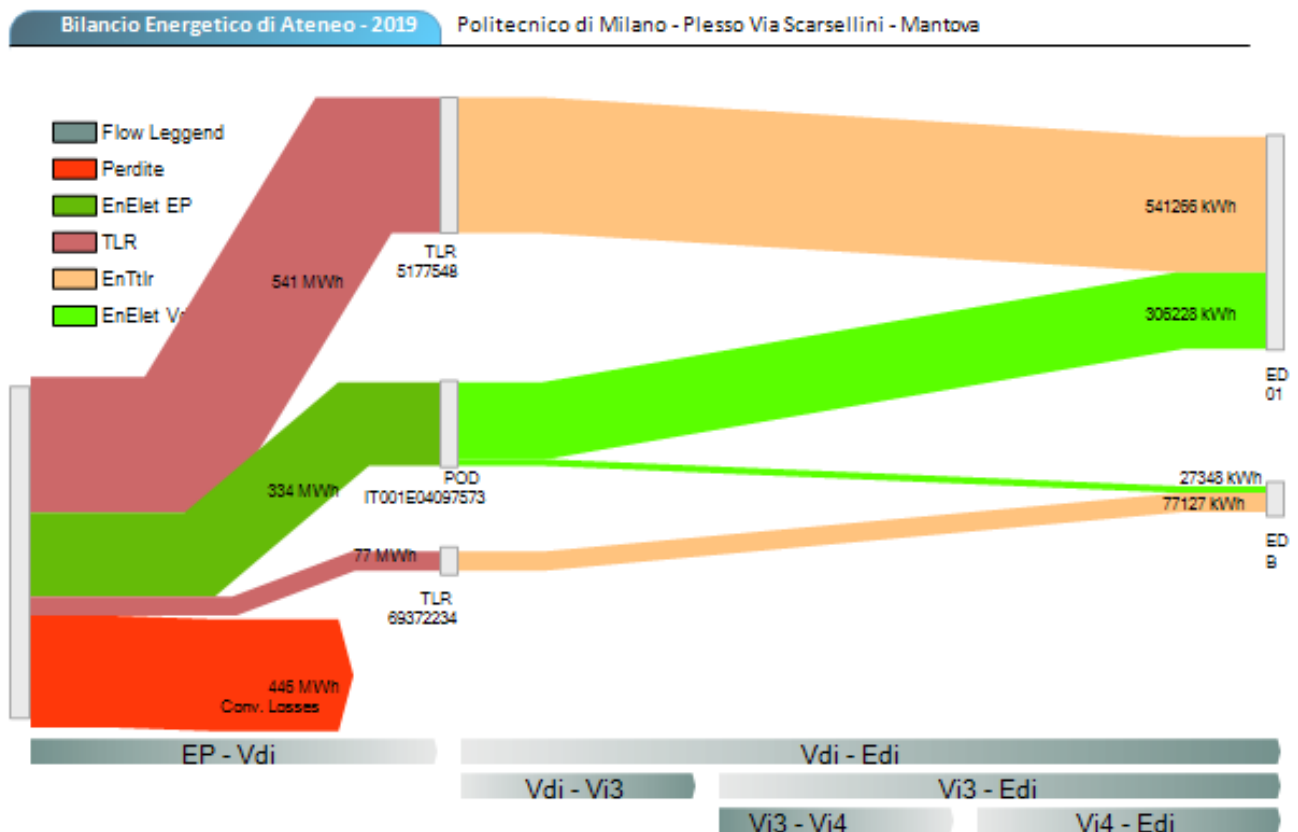 Bilancio Energetico di Ateneo - 2019
Politecnico di Milano - Plesso Via Scarsellini - Mantova
Flow Leggend
Perdite
EnElet EP
TLR
EnTtlr
EnElet
541 MWh
TLR
5177548
541266 kWh
306228 kWh
ED
01
334 MWh
POD
IT001E04097573
27348 kWh
77127 kWh
ED
B
77 MWh
TLR
69372234
446 MWh
Conv. Losses
EP - Vdi
Vdi - Edi
Vdi - Vi3
Vi3 - Edi
Vi3 - Vi4
Vi4 - Edi